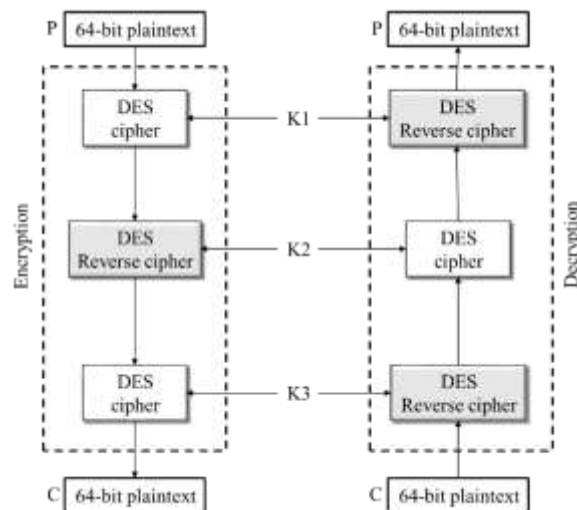 P 64-bit plaintext
P 64-bit plaintext
Encryption
DES
cipher
K1
DES
Reverse cipher
DES
Reverse cipher
K2
DES
cipher
Decryption
DES
cipher
K3
DES
Reverse cipher
C 64-bit plaintext
C 64-bit plaintext